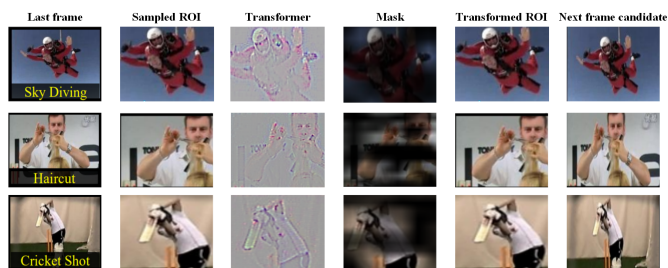 Last frame Sampled ROI Transformer Mask Transformed ROI Next frame candidate
Sky Diving
Haircut
Cricket Shot